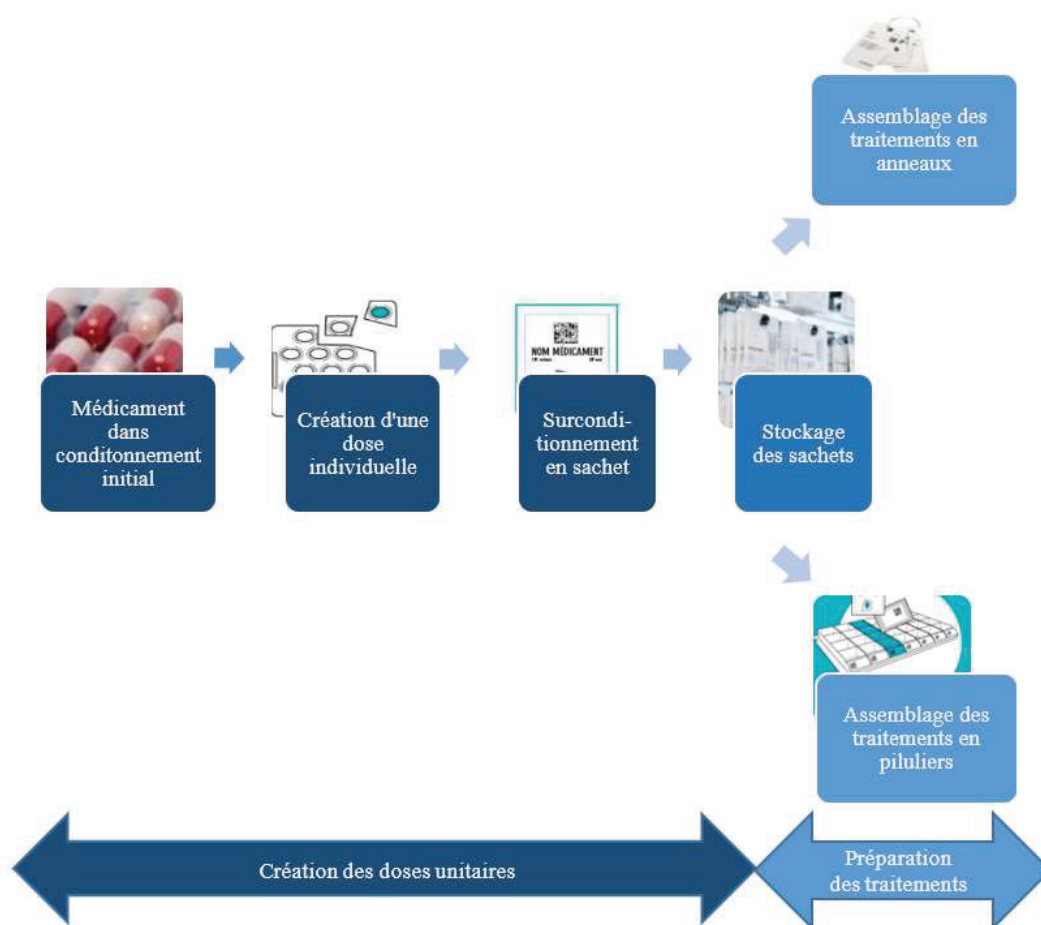 Assemblage des
traitements en
anneaux
NOM MÉDICAMENT
Médicament
dans
conditonnement
initial
Création d'une
dose
individuelle
Surcondi-
tionnement
en sachet
Stockage
des sachets
Assemblage des
traitements en
piluliers
Création des doses unitaires
Préparation
des traitements